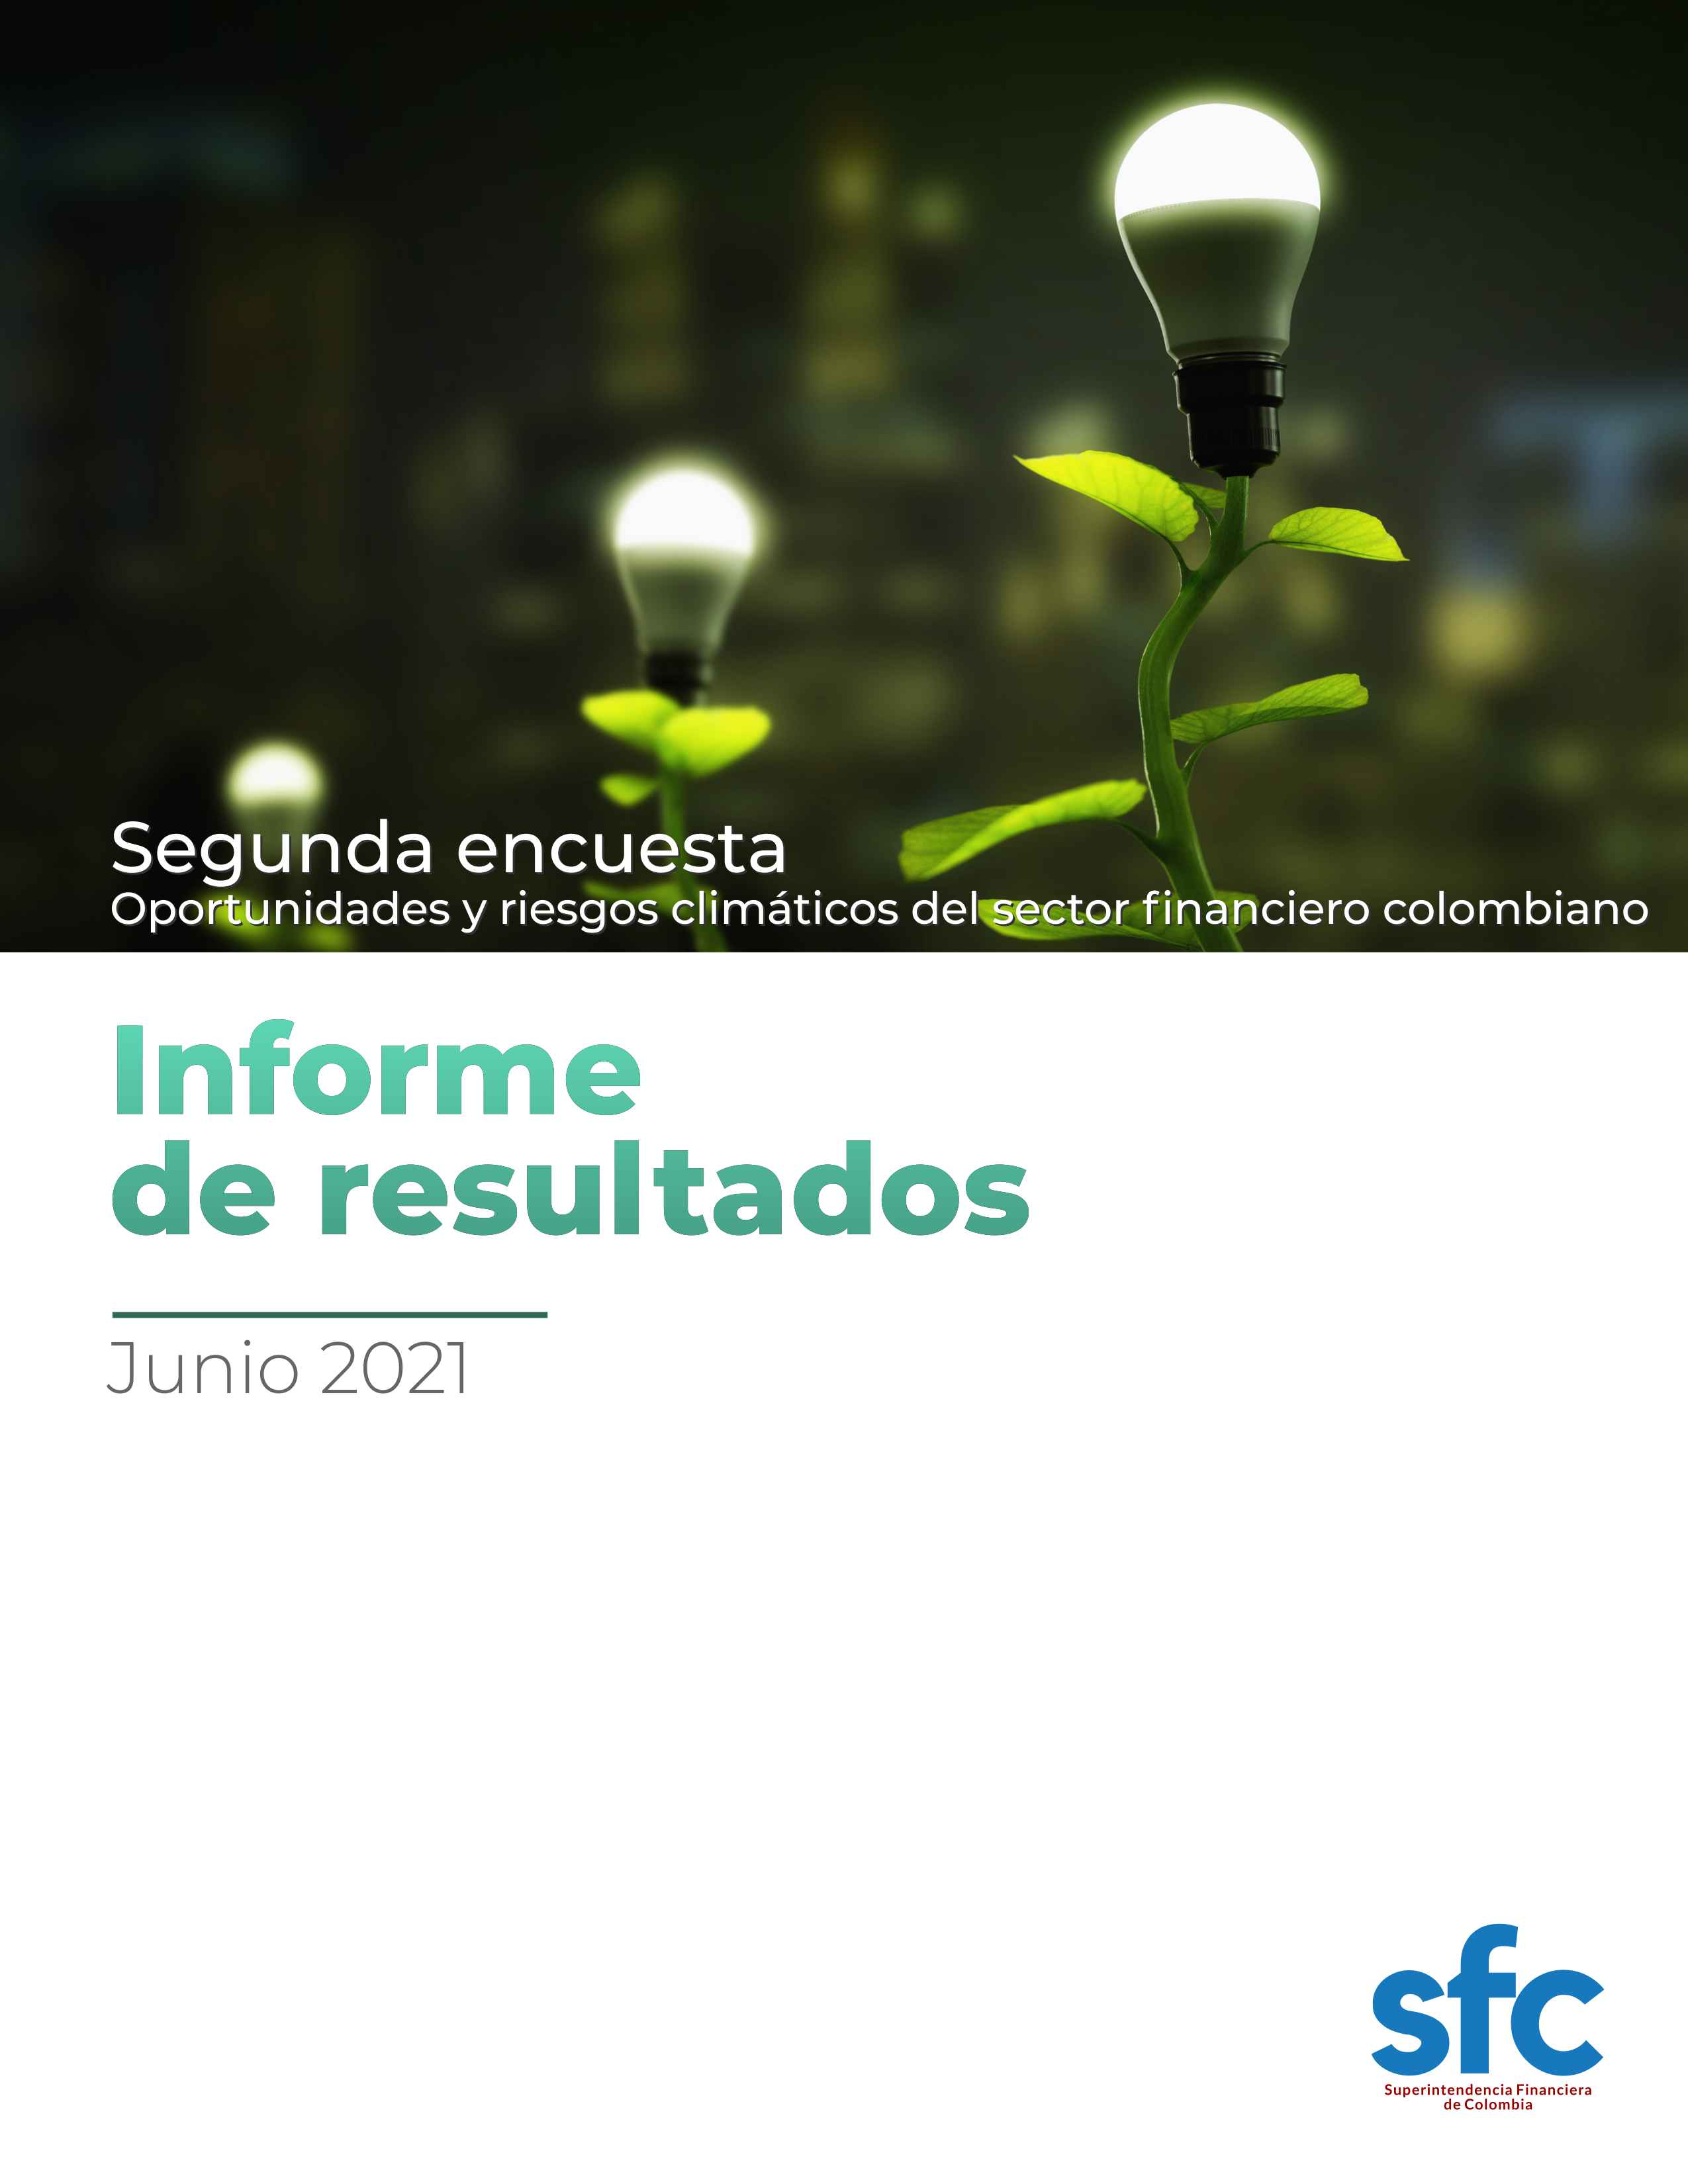 Segunda encuesta
Oportunidades y riesgos climáticos del sector financiero colombiano
Informe
de resultados
Junio 2021
sfc
Superintendencia Financiera
de Colombia